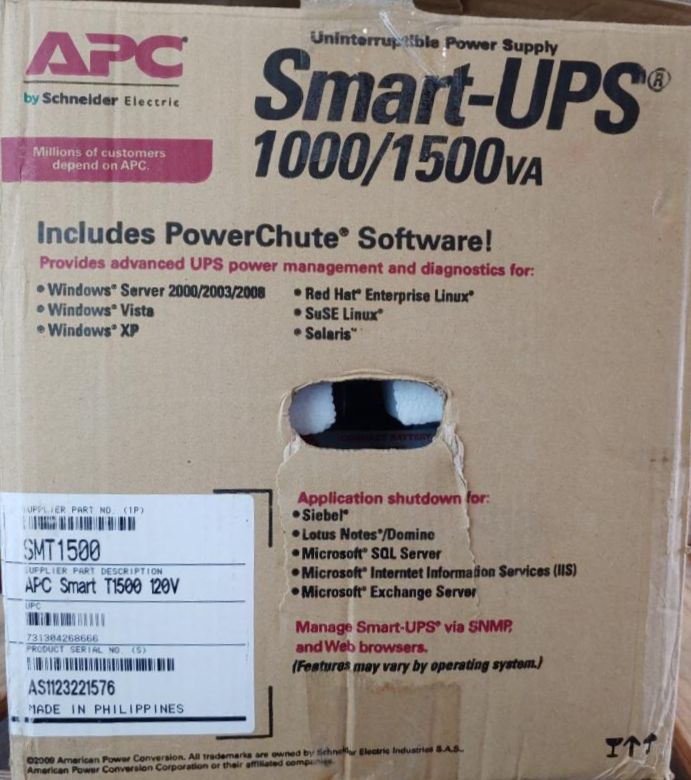 APC
by Schneider Electric
Millions of customers
depend on APC.
Uninterruptible Power Supply
Smart-UPS®
1000/1500VA
Includes PowerChute® Software!
Provides advanced UPS power management and diagnostics for:
• Windows® Server 2000/2003/2008
• Windows® Vista
• Windows® XP
• Red Hat® Enterprise Linux®
• SuSE Linux®
• Solaris™
Application shutdown for:
• Siebel®
• Lotus Notes®/Domino
• Microsoft® SQL Server
• Microsoft® Interntet Information Services (IIS)
• Microsoft® Exchange Server
Manage Smart-UPS® via SNMP,
and Web browsers.
(Features may vary by operating system.)
SUPPLIER PART NO. (1P)
SMT1500
SUPPLIER PART DESCRIPTION
APC Smart T1500 120V
UPC
731304268666
PRODUCT SERIAL NO. (S)
AS1123221576
MADE IN PHILIPPINES
©2009 American Power Conversion. All trademarks are owned by Schneider Electric Industries S.A.S.,
American Power Conversion Corporation or their affiliated companies.